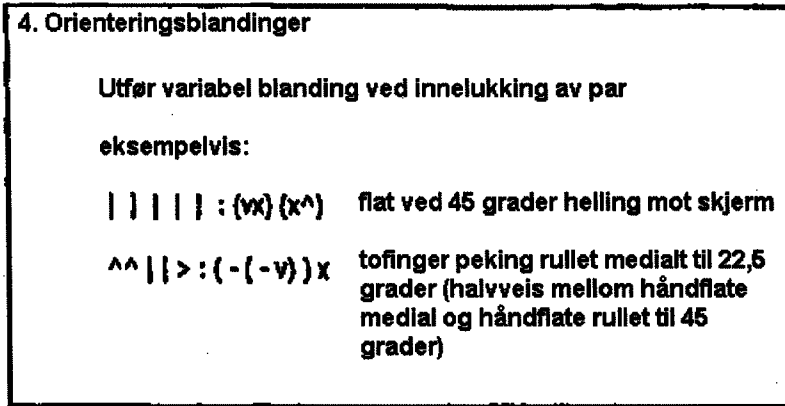 4. Orienteringsblandinger
Utfør variabel blanding ved innelukking av par
eksempelvis:
| ] | | | : (vx) (x^) flat ved 45 grader helling mot skjerm
^^ | | > : ( - ( - v) ) x tofinger peking rullet medialt til 22,5
grader (halvveis mellom håndflate
medial og håndflate rullet til 45
grader)